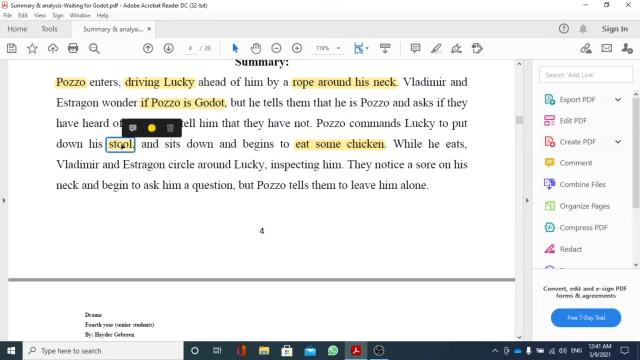 Summary & analysis-Waiting for Godot.pdf - Adobe Acrobat Reader DC (32-bit)
File Edit View Sign Window Help
Home Tools Summary & analysis... × Sign In
4 / 20 119%
Summary:
Pozzo enters, driving Lucky ahead of him by a rope around his neck. Vladimir and
Estragon wonder if Pozzo is Godot, but he tells them that he is Pozzo and asks if they
have heard of tell him that they have not. Pozzo commands Lucky to put
down his stool, and sits down and begins to eat some chicken. While he eats,
Vladimir and Estragon circle around Lucky, inspecting him. They notice a sore on his
neck and begin to ask him a question, but Pozzo tells them to leave him alone.
4
Drama
Fourth year (senior students)
By: Hayder Gebreen
Search 'Add Link'
Export PDF
Edit PDF
Create PDF
Comment
Combine Files
Organize Pages
Compress PDF
Redact
Convert, edit and e-sign PDF
forms & agreements
Free 7-Day Trial
ENG
12:41 AM
5/9/2021